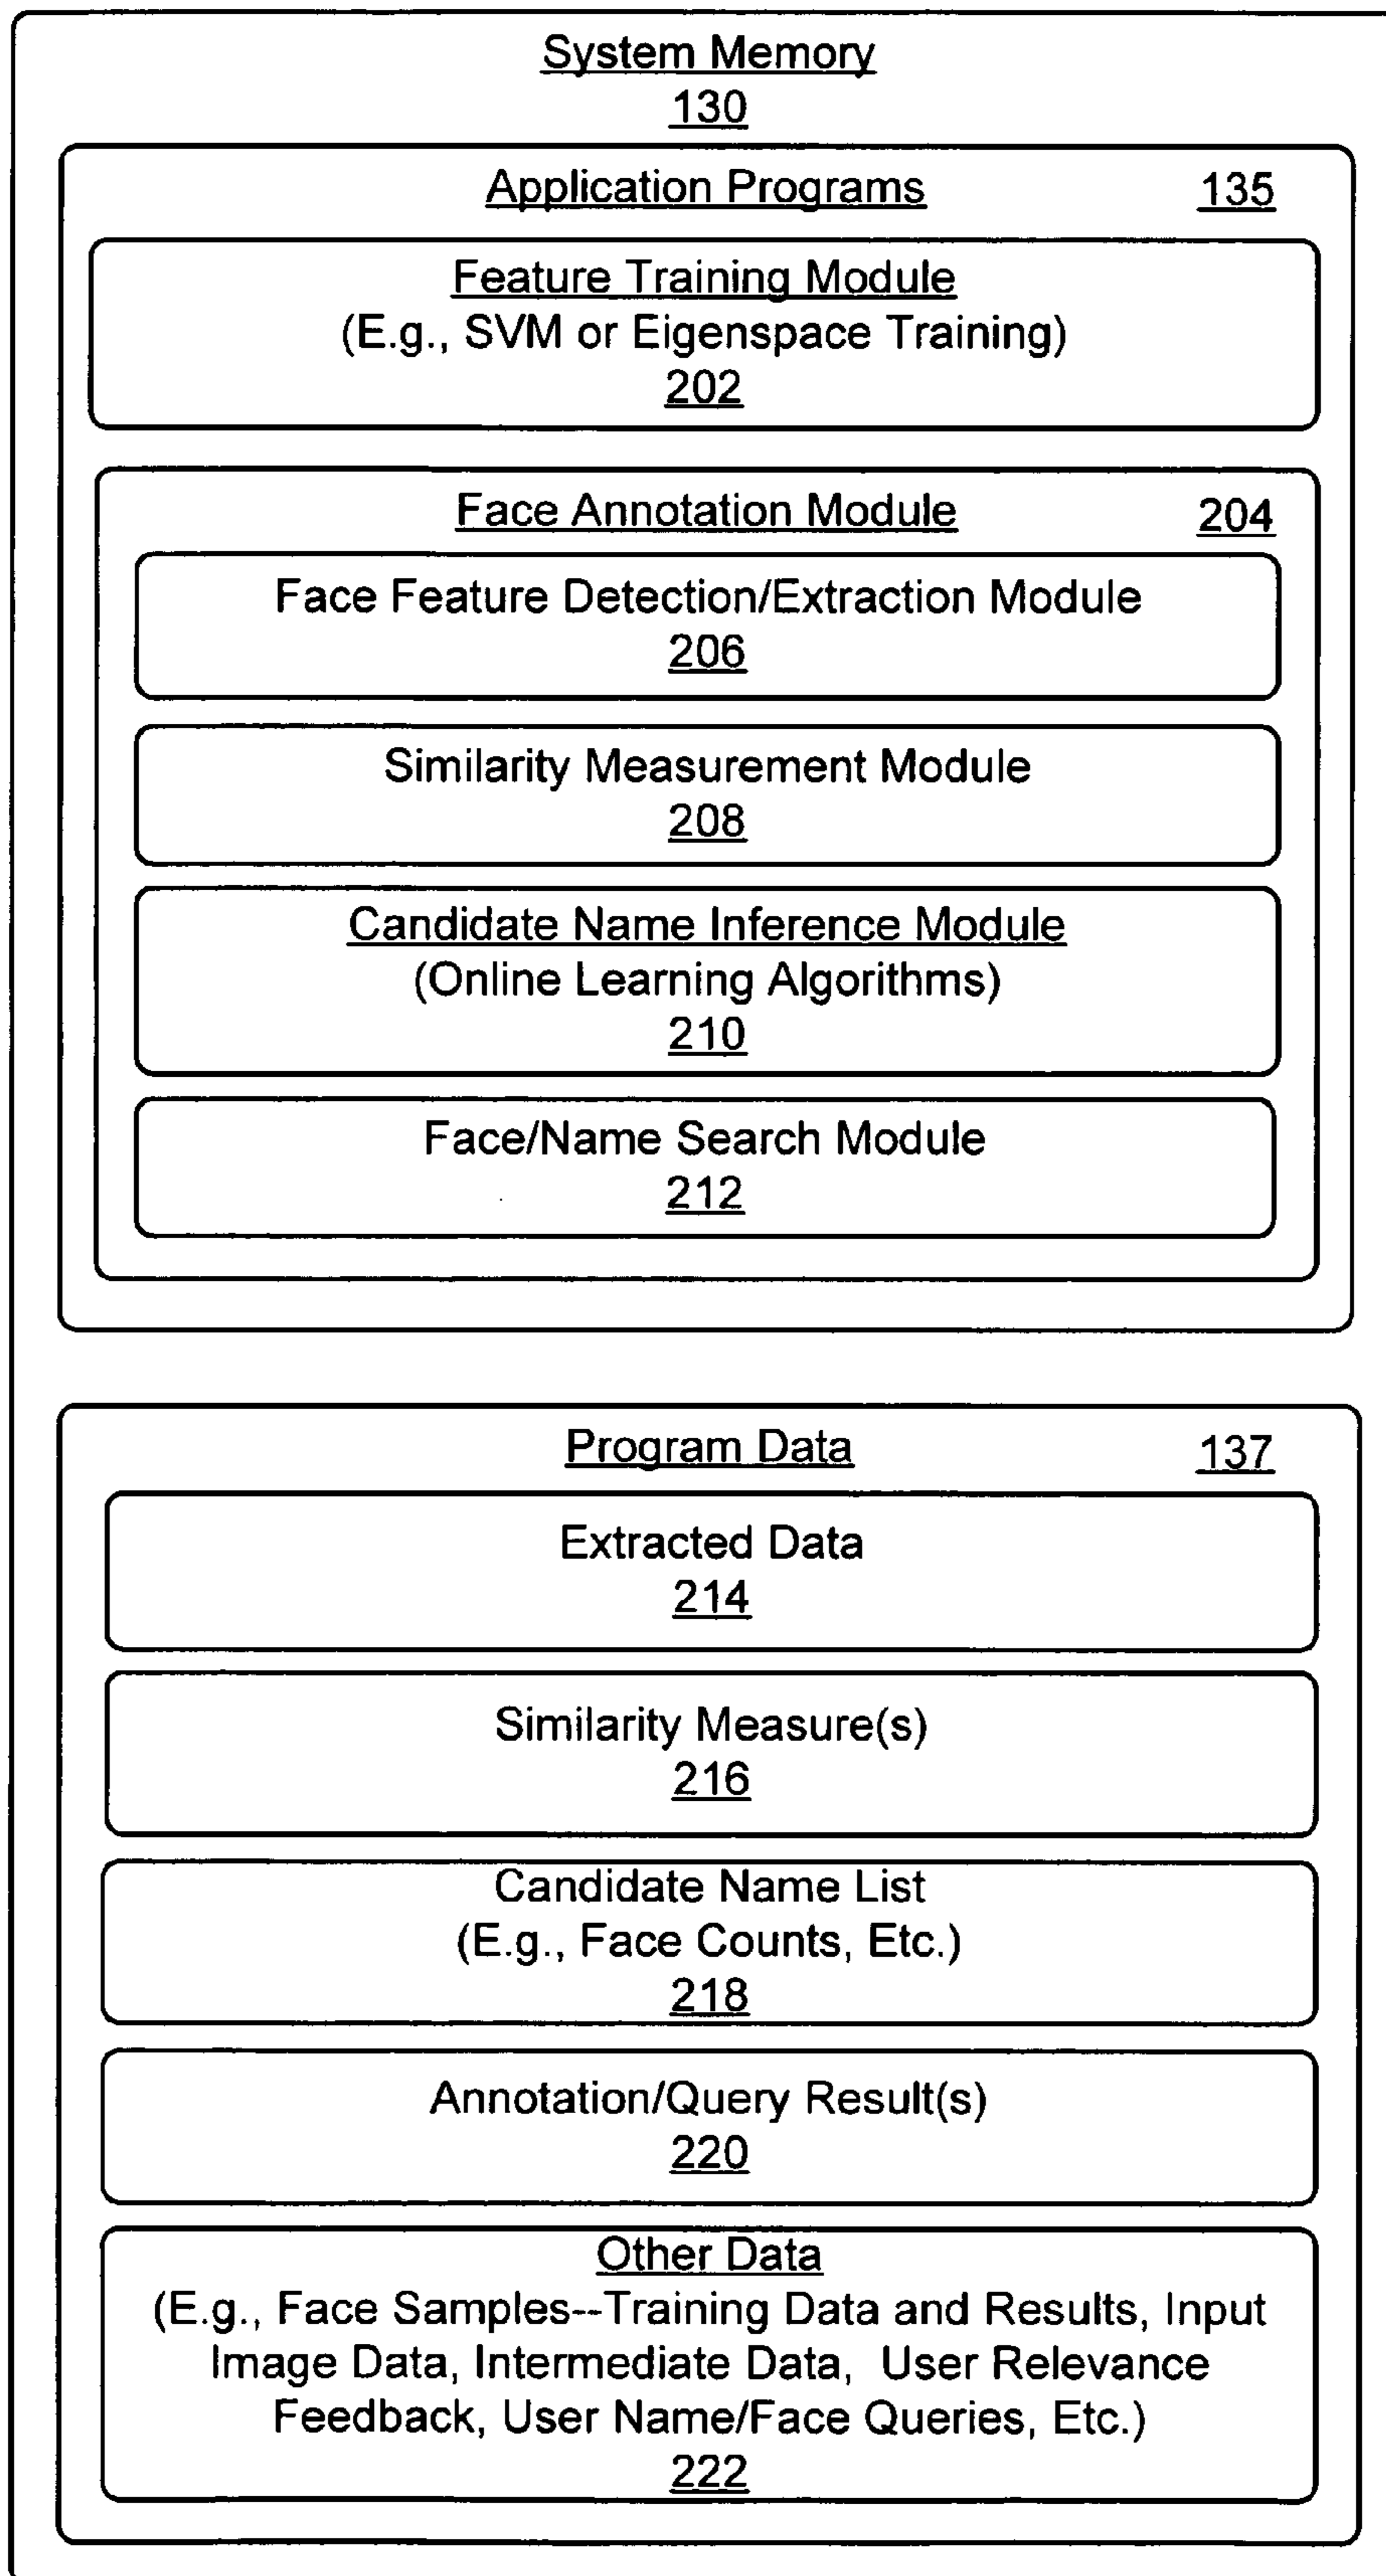 System Memory
130
Application Programs 135
Feature Training Module
(E.g., SVM or Eigenspace Training)
202
Face Annotation Module 204
Face Feature Detection/Extraction Module
206
Similarity Measurement Module
208
Candidate Name Inference Module
(Online Learning Algorithms)
210
Face/Name Search Module
212
Program Data 137
Extracted Data
214
Similarity Measure(s)
216
Candidate Name List
(E.g., Face Counts, Etc.)
218
Annotation/Query Result(s)
220
Other Data
(E.g., Face Samples--Training Data and Results, Input
Image Data, Intermediate Data, User Relevance
Feedback, User Name/Face Queries, Etc.)
222